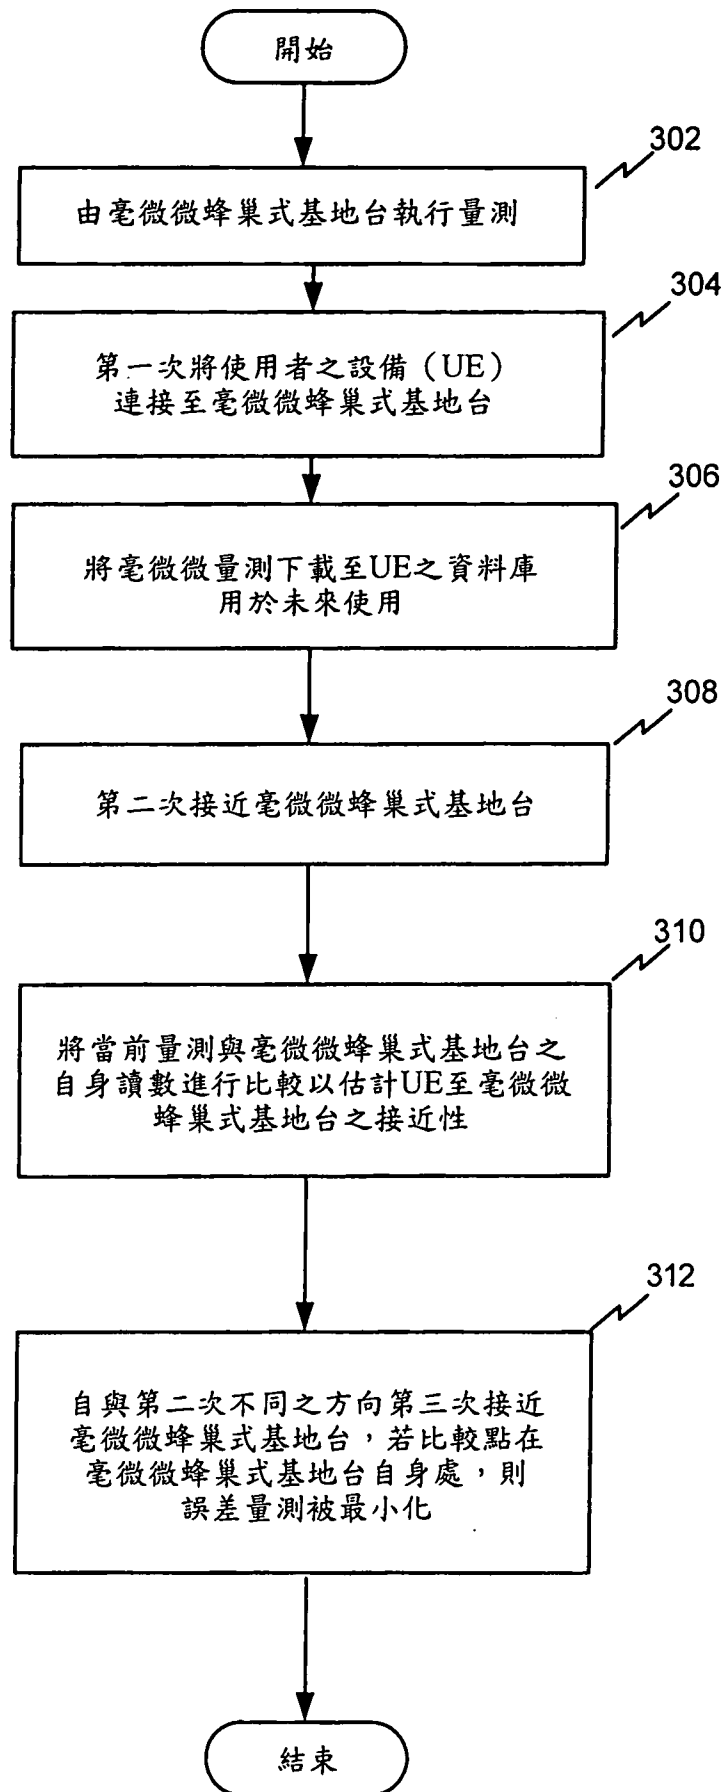 開始
302
由毫微微蜂巢式基地台執行量測
304
第一次將使用者之設備（UE）
連接至毫微微蜂巢式基地台
306
將毫微微量測下載至UE之資料庫
用於未來使用
308
第二次接近毫微微蜂巢式基地台
310
將當前量測與毫微微蜂巢式基地台之
自身讀數進行比較以估計UE至毫微微
蜂巢式基地台之接近性
312
自與第二次不同之方向第三次接近
毫微微蜂巢式基地台，若比較點在
毫微微蜂巢式基地台自身處，則
誤差量測被最小化
結束